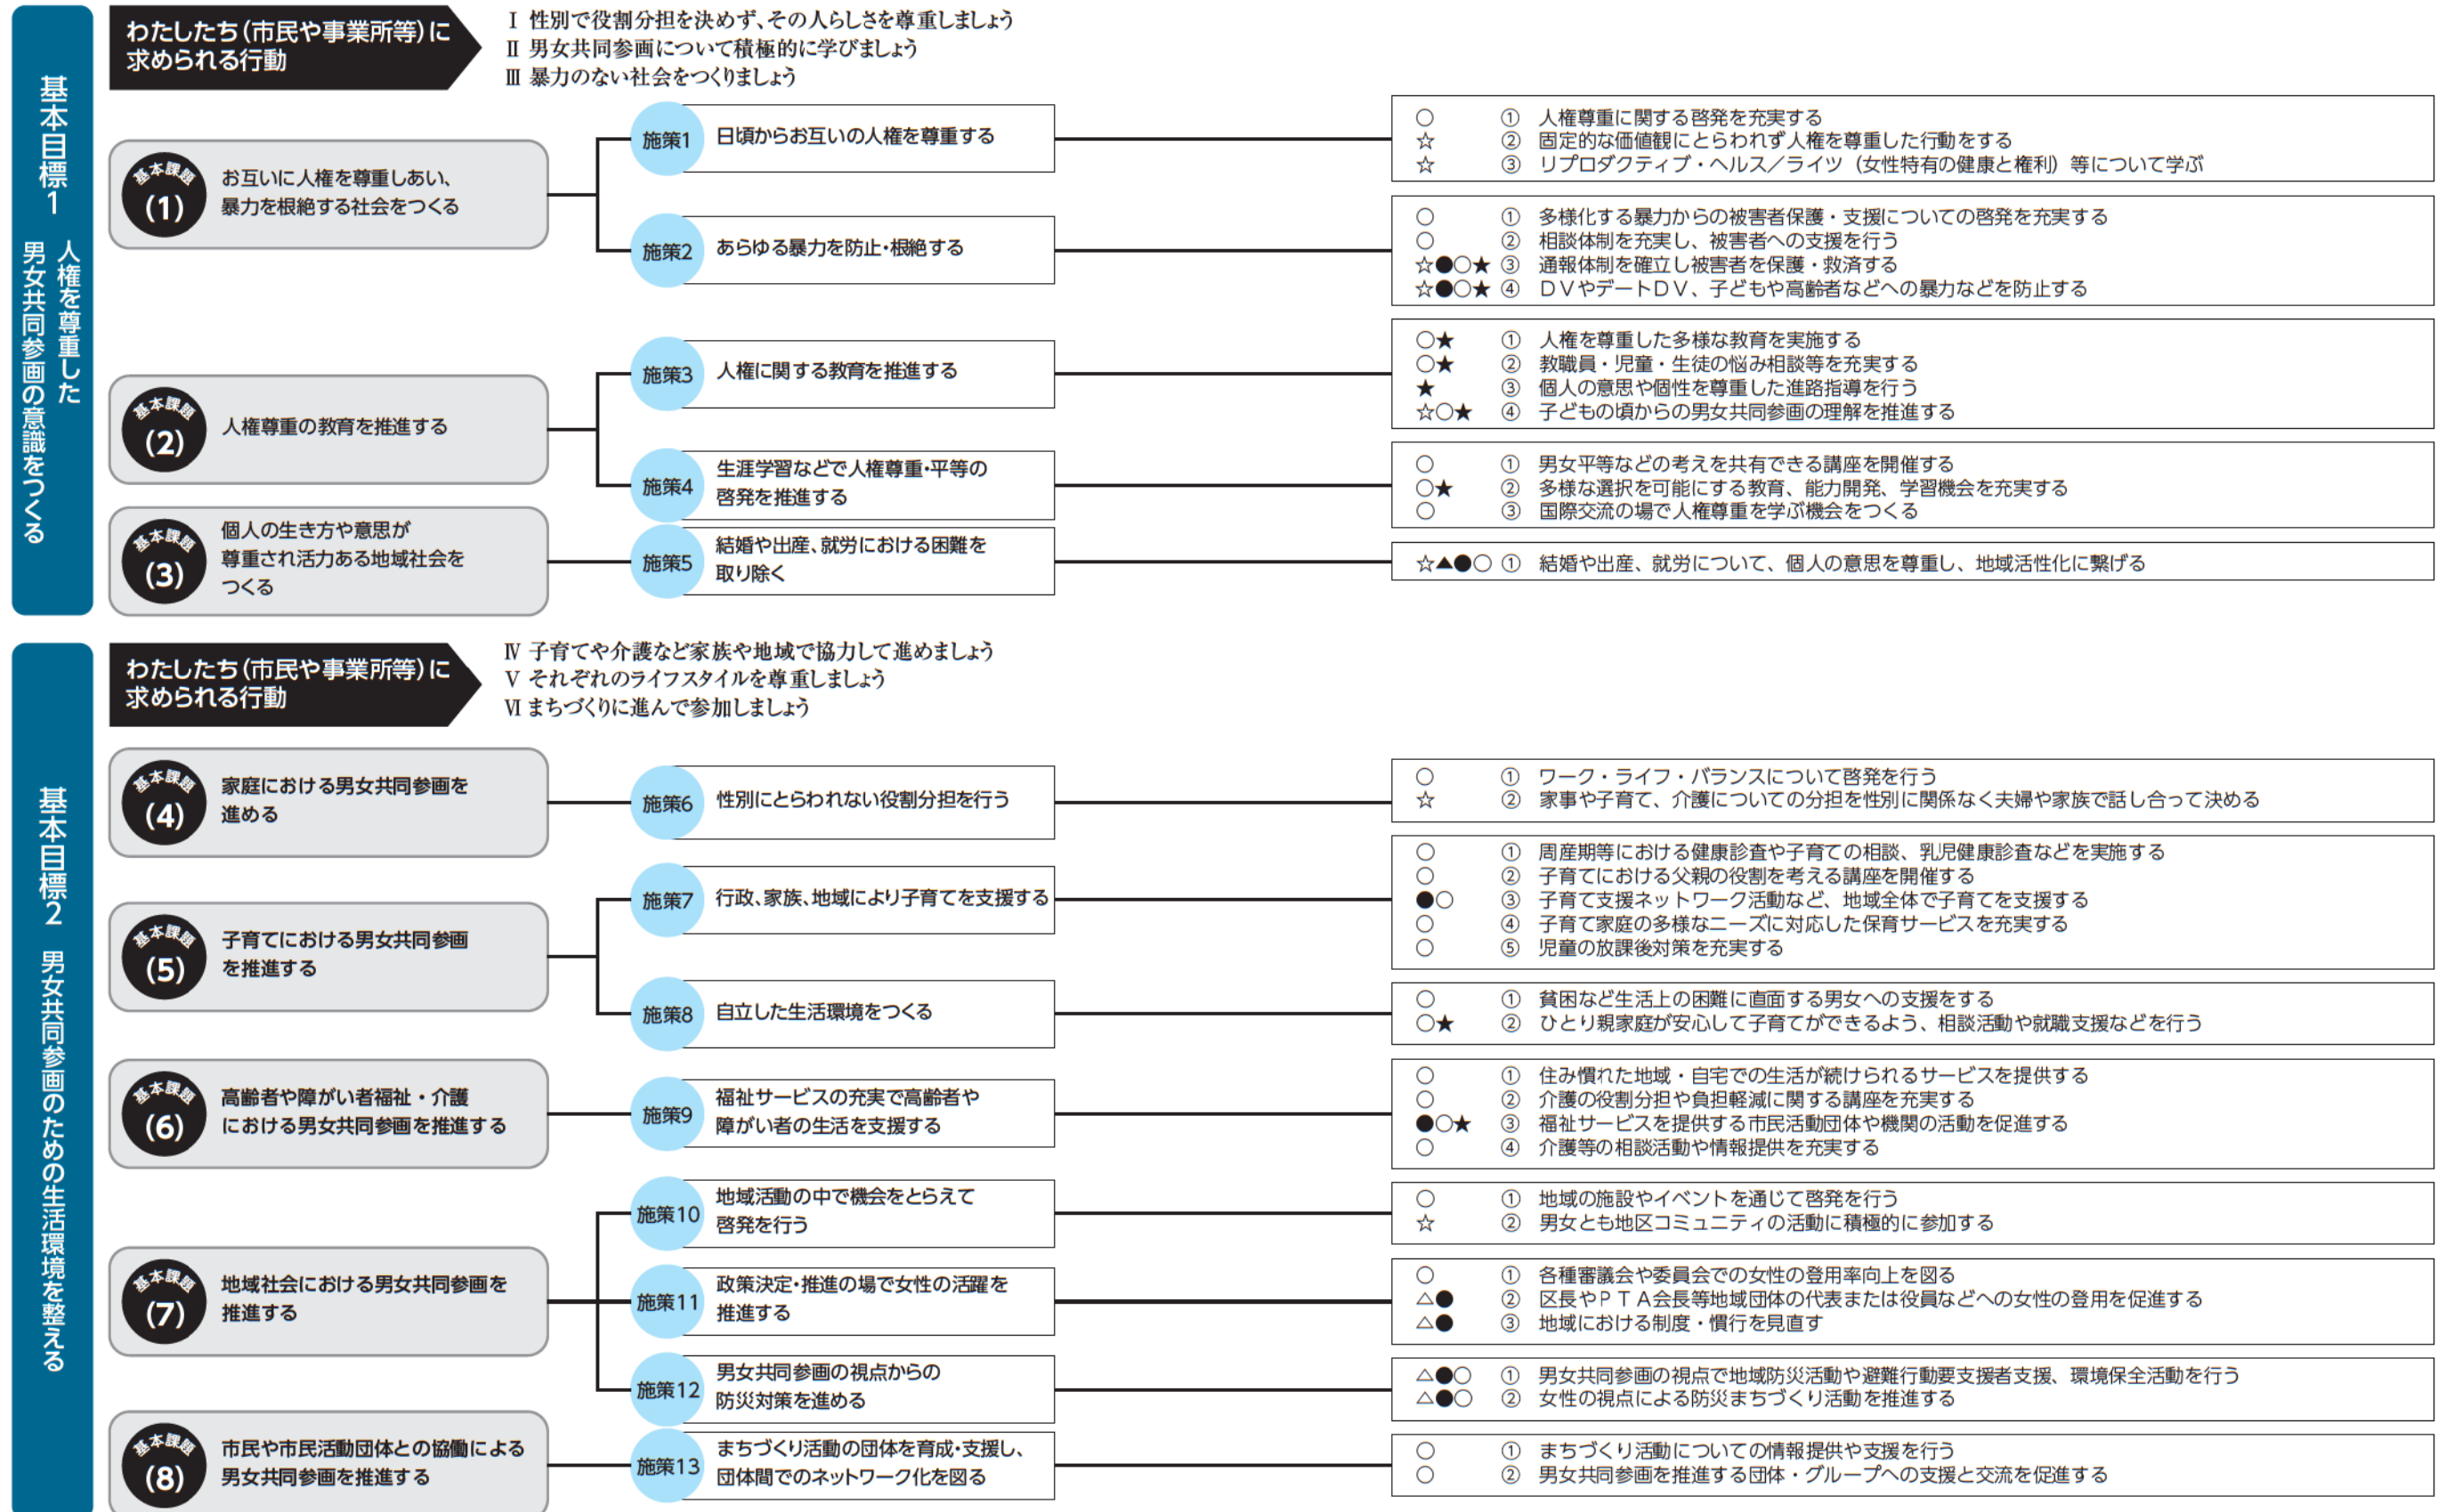 基本目標1 人権を尊重した
男女共同参画の意識をつくる
わたしたち(市民や事業所等)に
求められる行動
Ⅰ 性別で役割分担を決めず、その人らしさを尊重しましょう
Ⅱ 男女共同参画について積極的に学びましょう
Ⅲ 暴力のない社会をつくりましょう
基本課題
(1)
お互いに人権を尊重しあい、
暴力を根絶する社会をつくる
施策1 日頃からお互いの人権を尊重する
○ ① 人権尊重に関する啓発を充実する
☆ ② 固定的な価値観にとらわれず人権を尊重した行動をする
☆ ③ リプロダクティブ・ヘルス／ライツ（女性特有の健康と権利）等について学ぶ
施策2 あらゆる暴力を防止・根絶する
○ ① 多様化する暴力からの被害者保護・支援についての啓発を充実する
○ ② 相談体制を充実し、被害者への支援を行う
☆●○★ ③ 通報体制を確立し被害者を保護・救済する
☆●○★ ④ ＤＶやデートＤＶ、子どもや高齢者などへの暴力などを防止する
基本課題
(2)
人権尊重の教育を推進する
施策3 人権に関する教育を推進する
○★ ① 人権を尊重した多様な教育を実施する
○★ ② 教職員・児童・生徒の悩み相談等を充実する
★ ③ 個人の意思や個性を尊重した進路指導を行う
☆○★ ④ 子どもの頃からの男女共同参画の理解を推進する
施策4 生涯学習などで人権尊重・平等の
啓発を推進する
○ ① 男女平等などの考えを共有できる講座を開催する
○★ ② 多様な選択を可能にする教育、能力開発、学習機会を充実する
○ ③ 国際交流の場で人権尊重を学ぶ機会をつくる
基本課題
(3)
個人の生き方や意思が
尊重され活力ある地域社会を
つくる
施策5 結婚や出産、就労における困難を
取り除く
☆▲●○ ① 結婚や出産、就労について、個人の意思を尊重し、地域活性化に繋げる
基本目標2 男女共同参画のための生活環境を整える
わたしたち(市民や事業所等)に
求められる行動
Ⅳ 子育てや介護など家族や地域で協力して進めましょう
Ⅴ それぞれのライフスタイルを尊重しましょう
Ⅵ まちづくりに進んで参加しましょう
基本課題
(4)
家庭における男女共同参画を
進める
施策6 性別にとらわれない役割分担を行う
○ ① ワーク・ライフ・バランスについて啓発を行う
☆ ② 家事や子育て、介護についての分担を性別に関係なく夫婦や家族で話し合って決める
基本課題
(5)
子育てにおける男女共同参画
を推進する
施策7 行政、家族、地域により子育てを支援する
○ ① 周産期等における健康診査や子育ての相談、乳児健康診査などを実施する
○ ② 子育てにおける父親の役割を考える講座を開催する
●○ ③ 子育て支援ネットワーク活動など、地域全体で子育てを支援する
○ ④ 子育て家庭の多様なニーズに対応した保育サービスを充実する
○ ⑤ 児童の放課後対策を充実する
施策8 自立した生活環境をつくる
○ ① 貧困など生活上の困難に直面する男女への支援をする
○★ ② ひとり親家庭が安心して子育てができるよう、相談活動や就職支援などを行う
基本課題
(6)
高齢者や障がい者福祉・介護
における男女共同参画を推進する
施策9 福祉サービスの充実で高齢者や
障がい者の生活を支援する
○ ① 住み慣れた地域・自宅での生活が続けられるサービスを提供する
○ ② 介護の役割分担や負担軽減に関する講座を充実する
●○★ ③ 福祉サービスを提供する市民活動団体や機関の活動を促進する
○ ④ 介護等の相談活動や情報提供を充実する
基本課題
(7)
地域社会における男女共同参画を
推進する
施策10 地域活動の中で機会をとらえて
啓発を行う
○ ① 地域の施設やイベントを通じて啓発を行う
☆ ② 男女とも地区コミュニティの活動に積極的に参加する
施策11 政策決定・推進の場で女性の活躍を
推進する
○ ① 各種審議会や委員会での女性の登用率向上を図る
△● ② 区長やＰＴＡ会長等地域団体の代表または役員などへの女性の登用を促進する
△● ③ 地域における制度・慣行を見直す
施策12 男女共同参画の視点からの
防災対策を進める
△●○ ① 男女共同参画の視点で地域防災活動や避難行動要支援者支援、環境保全活動を行う
△●○ ② 女性の視点による防災まちづくり活動を推進する
基本課題
(8)
市民や市民活動団体との協働による
男女共同参画を推進する
施策13 まちづくり活動の団体を育成・支援し、
団体間でのネットワーク化を図る
○ ① まちづくり活動についての情報提供や支援を行う
○ ② 男女共同参画を推進する団体・グループへの支援と交流を促進する